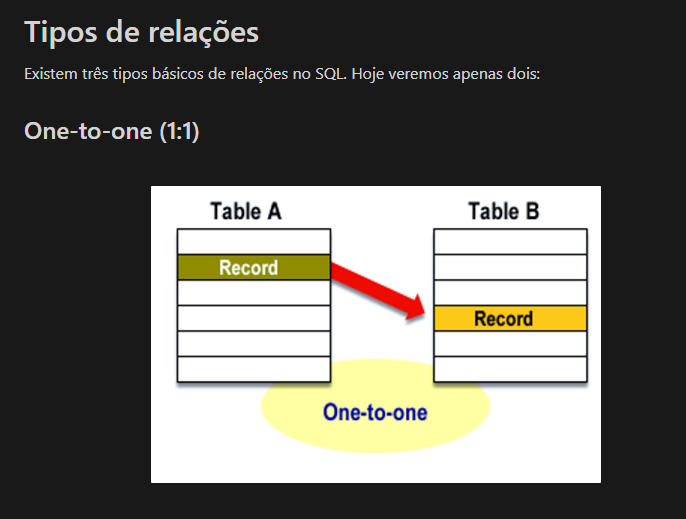 Tipos de relações
Existem três tipos básicos de relações no SQL. Hoje veremos apenas dois:
One-to-one (1:1)
Table A
Table B
Record
Record
One-to-one